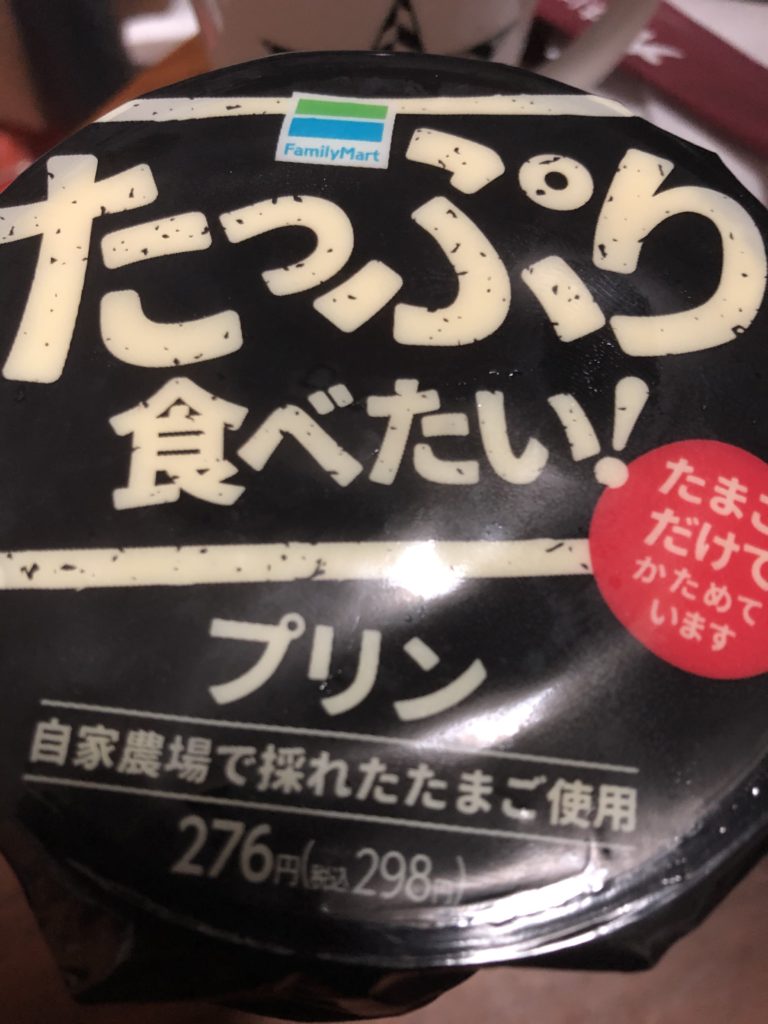 FamilyMart
たっぷり
食べたい!
たまご
だけで
かためて
います
プリン
自家農場で採れたたまご使用
276円(税込298円)